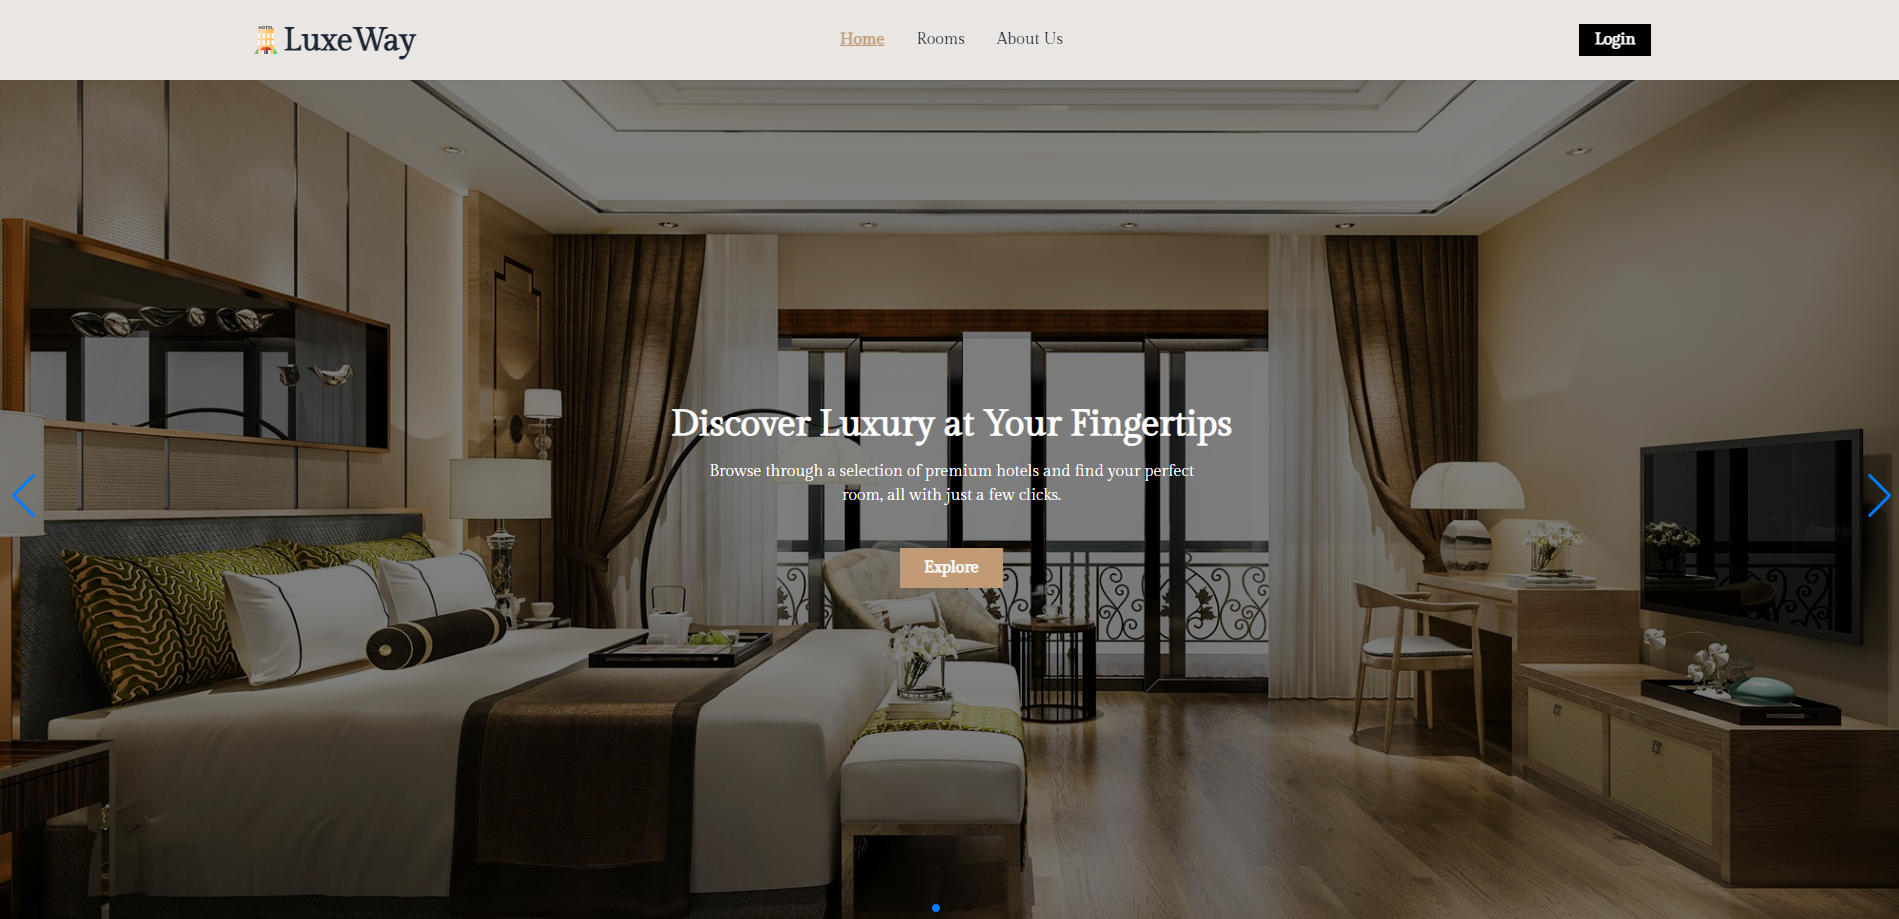 HOTEL
LuxeWay
Home
Rooms
About Us
Login
Discover Luxury at Your Fingertips
Browse through a selection of premium hotels and find your perfect
room, all with just a few clicks.
Explore